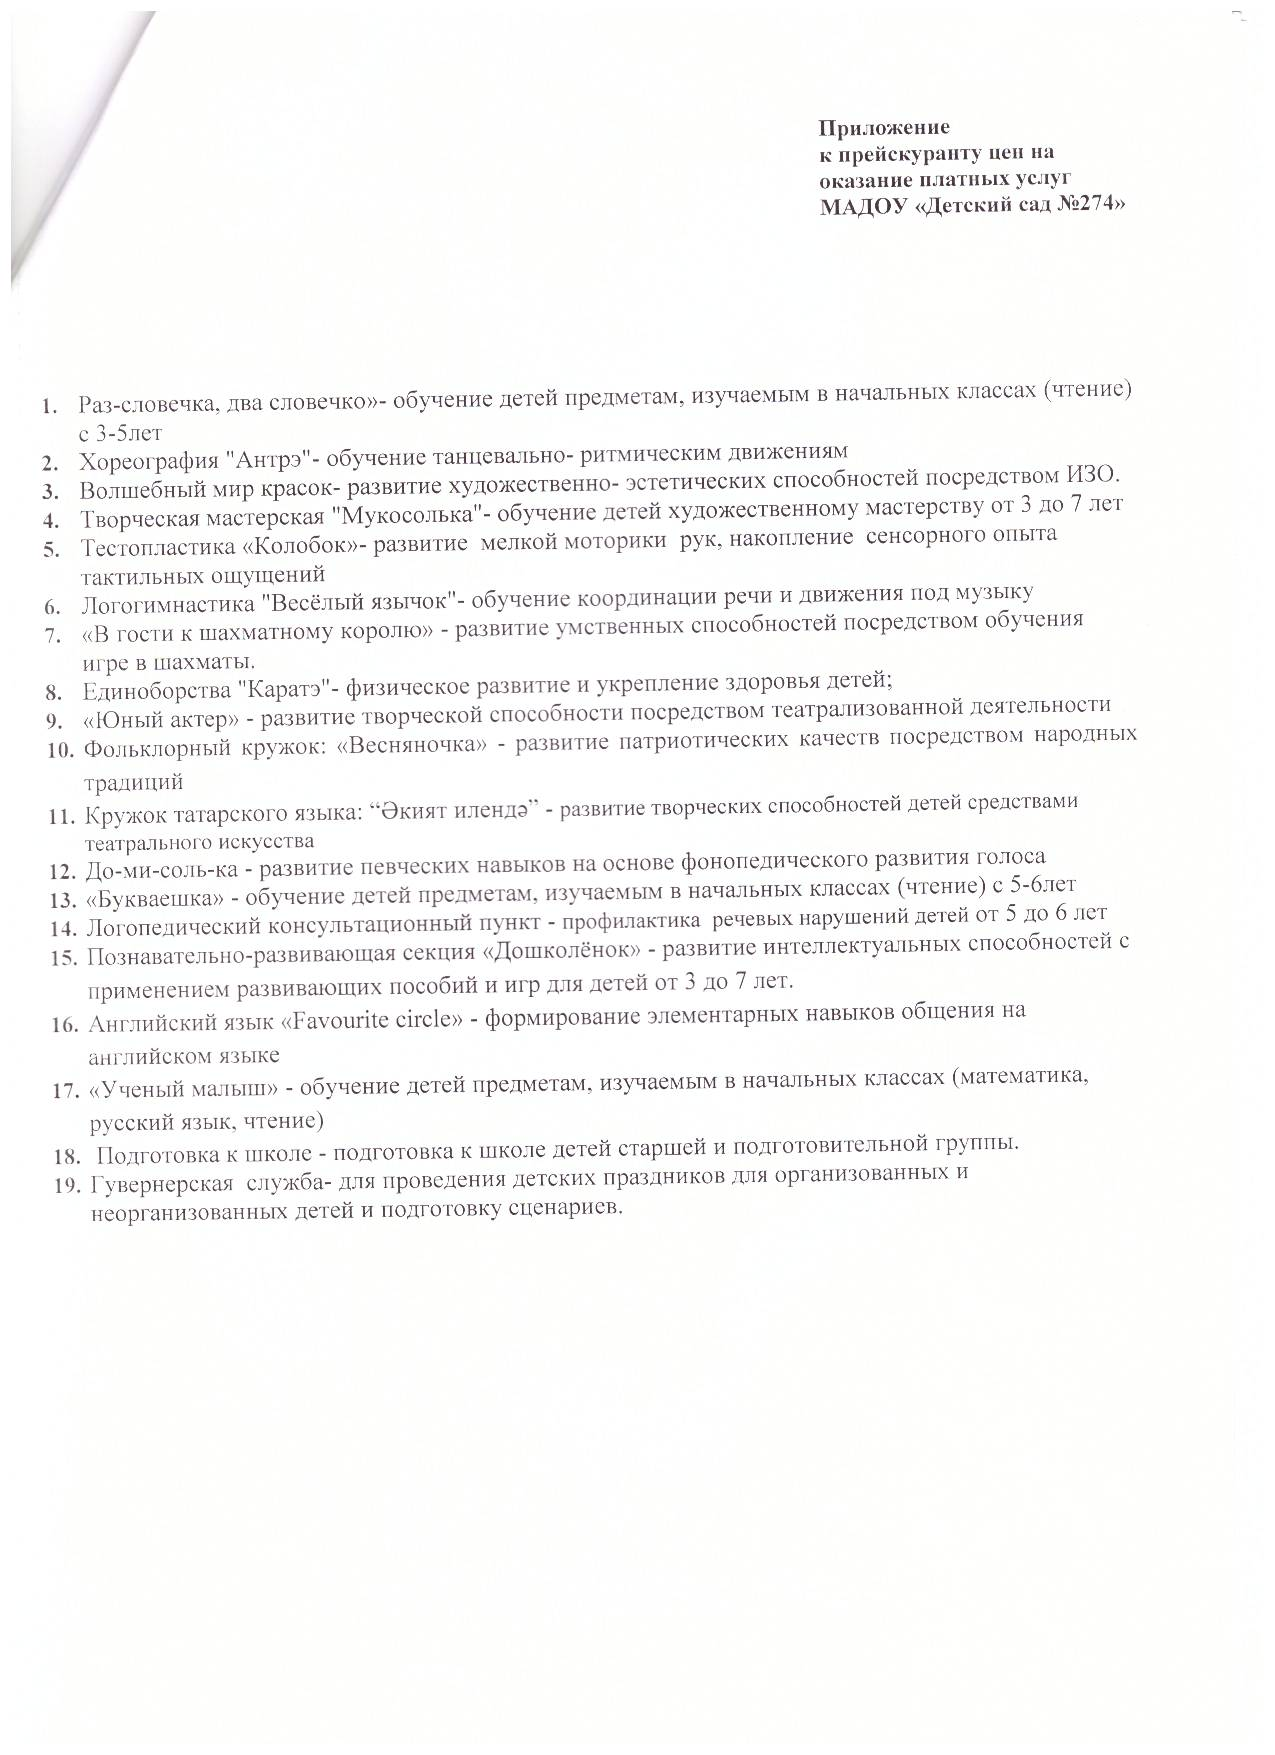 Приложение
к прейскуранту цен на
оказание платных услуг
МАДОУ «Детский сад №274»
1. Раз-словечка, два словечко»- обучение детей предметам, изучаемым в начальных классах (чтение)
с 3-5лет
2. Хореография "Антрэ"- обучение танцевально- ритмическим движениям
3. Волшебный мир красок- развитие художественно- эстетических способностей посредством ИЗО.
4. Творческая мастерская "Мукосолька"- обучение детей художественному мастерству от 3 до 7 лет
5. Тестопластика «Колобок»- развитие мелкой моторики рук, накопление сенсорного опыта
тактильных ощущений
6. Логогимнастика "Весёлый язычок"- обучение координации речи и движения под музыку
7. «В гости к шахматному королю» - развитие умственных способностей посредством обучения
игре в шахматы.
8. Единоборства "Каратэ"- физическое развитие и укрепление здоровья детей;
9. «Юный актер» - развитие творческой способности посредством театрализованной деятельности
10. Фольклорный кружок: «Весняночка» - развитие патриотических качеств посредством народных
традиций
11. Кружок татарского языка: “Әкият илендә” - развитие творческих способностей детей средствами
театрального искусства
12. До-ми-соль-ка - развитие певческих навыков на основе фонопедического развития голоса
13. «Букваешка» - обучение детей предметам, изучаемым в начальных классах (чтение) с 5-6лет
14. Логопедический консультационный пункт - профилактика речевых нарушений детей от 5 до 6 лет
15. Познавательно-развивающая секция «Дошколёнок» - развитие интеллектуальных способностей с
применением развивающих пособий и игр для детей от 3 до 7 лет.
16. Английский язык «Favourite circle» - формирование элементарных навыков общения на
английском языке
17. «Ученый малыш» - обучение детей предметам, изучаемым в начальных классах (математика,
русский язык, чтение)
18. Подготовка к школе - подготовка к школе детей старшей и подготовительной группы.
19. Гувернерская служба- для проведения детских праздников для организованных и
неорганизованных детей и подготовку сценариев.